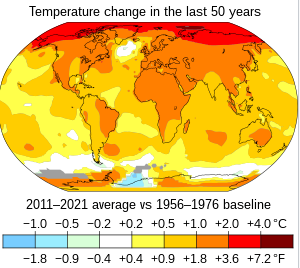 Temperature change in the last 50 years
2011–2021 average vs 1956–1976 baseline
−1.0 −0.5 −0.2 +0.2 +0.5 +1.0 +2.0 +4.0 °C
−1.8 −0.9 −0.4 +0.4 +0.9 +1.8 +3.6 +7.2 °F